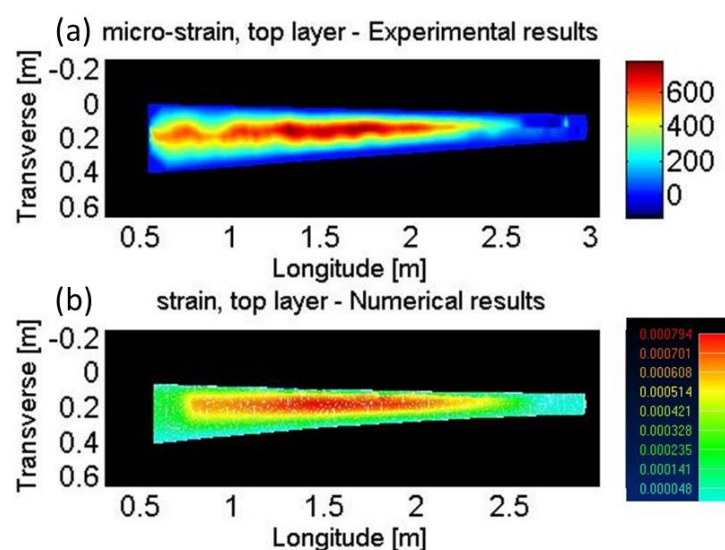 (a) micro-strain, top layer - Experimental results
Transverse [m]
-0.2
0
0.2
0.4
0.6
0.5 1 1.5 2 2.5 3
Longitude [m]
600
400
200
0
(b) strain, top layer - Numerical results
Transverse [m]
-0.2
0
0.2
0.4
0.6
0.5 1 1.5 2 2.5 3
Longitude [m]
0.000794
0.000701
0.000608
0.000514
0.000421
0.000328
0.000235
0.000141
0.000048